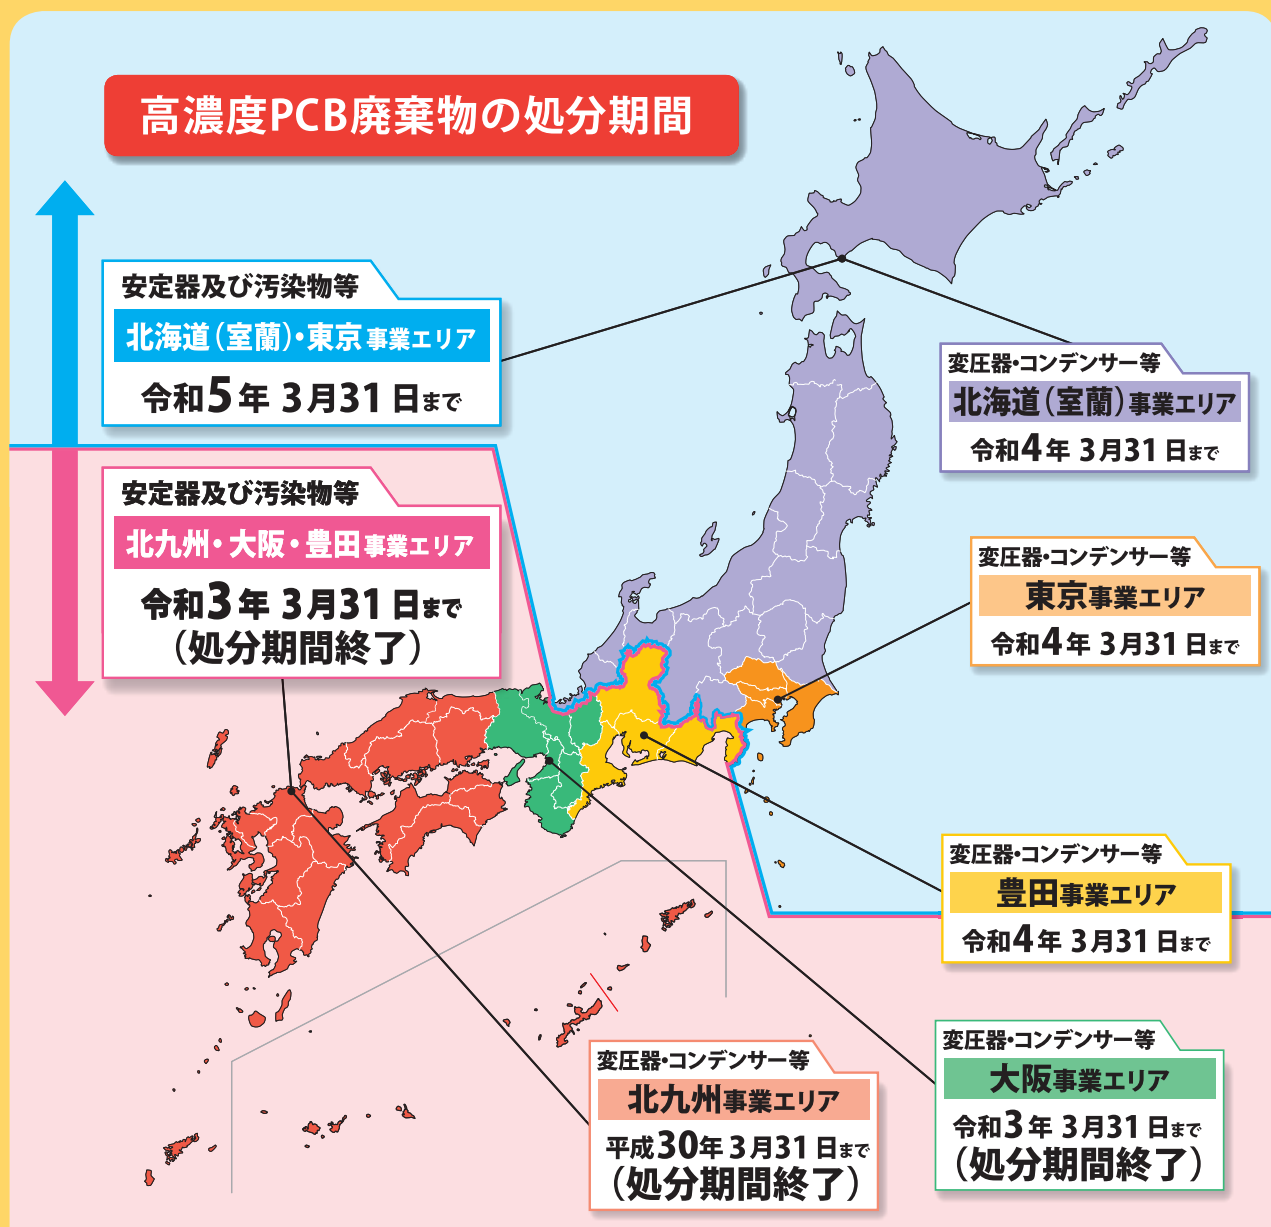 高濃度PCB廃棄物の処分期間
安定器及び汚染物等
北海道(室蘭)・東京事業エリア
令和5年 3月31日まで
安定器及び汚染物等
北九州・大阪・豊田事業エリア
令和3年 3月31日まで
(処分期間終了)
変圧器・コンデンサー等
北海道(室蘭)事業エリア
令和4年 3月31日まで
変圧器・コンデンサー等
東京事業エリア
令和4年 3月31日まで
変圧器・コンデンサー等
豊田事業エリア
令和4年 3月31日まで
変圧器・コンデンサー等
大阪事業エリア
令和3年 3月31日まで
(処分期間終了)
変圧器・コンデンサー等
北九州事業エリア
平成30年 3月31日まで
(処分期間終了)